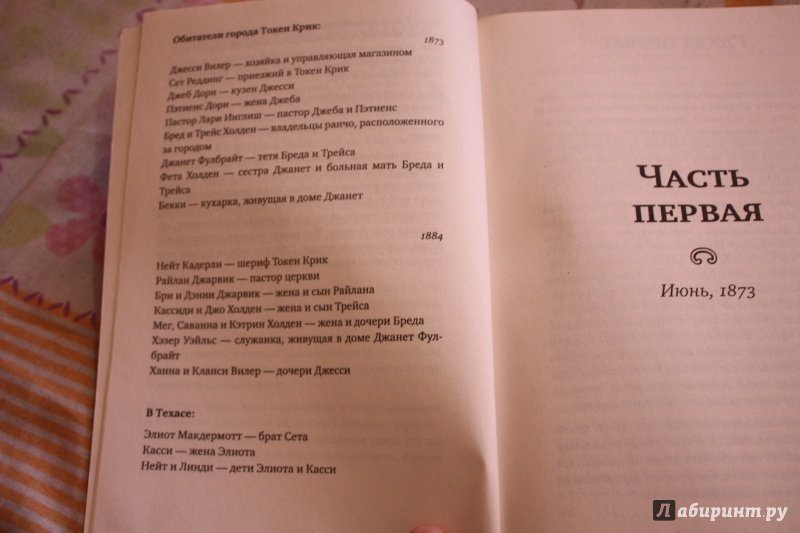 Обитатели города Токен Крик:
1873
Джесси Вилер — хозяйка и управляющая магазином
Сет Реддинг — приезжий в Токен Крик
Джеб Дорн — кузен Джесси
Пэтиенс Дорн — жена Джеба
Пастор Лари Инглиш — пастор Джеба и Пэтиенс
Бред и Трейс Холден — владельцы ранчо, расположенного
за городом
Джанет Фулбрайт — тетя Бреда и Трейса
Фета Холден — сестра Джанет и больная мать Бреда и
Трейса
Бекки — кухарка, живущая в доме Джанет
1884
Нейт Кадерли — шериф Токен Крик
Райлан Джарвик — пастор церкви
Бри и Дэнни Джарвик — жена и сын Райлана
Кассиди и Джо Холден — жена и сын Трейса
Мег, Саванна и Кэтрин Холден — жена и дочери Бреда
Хэзер Уэйльс — служанка, живущая в доме Джанет Фул-
брайт
Ханна и Кланси Вилер — дочери Джесси
В Техасе:
Элиот Макдермотт — брат Сета
Касси — жена Элиота
Нейт и Линди — дети Элиота и Касси
Часть
первая
Июнь, 1873
Лабиринт.ру